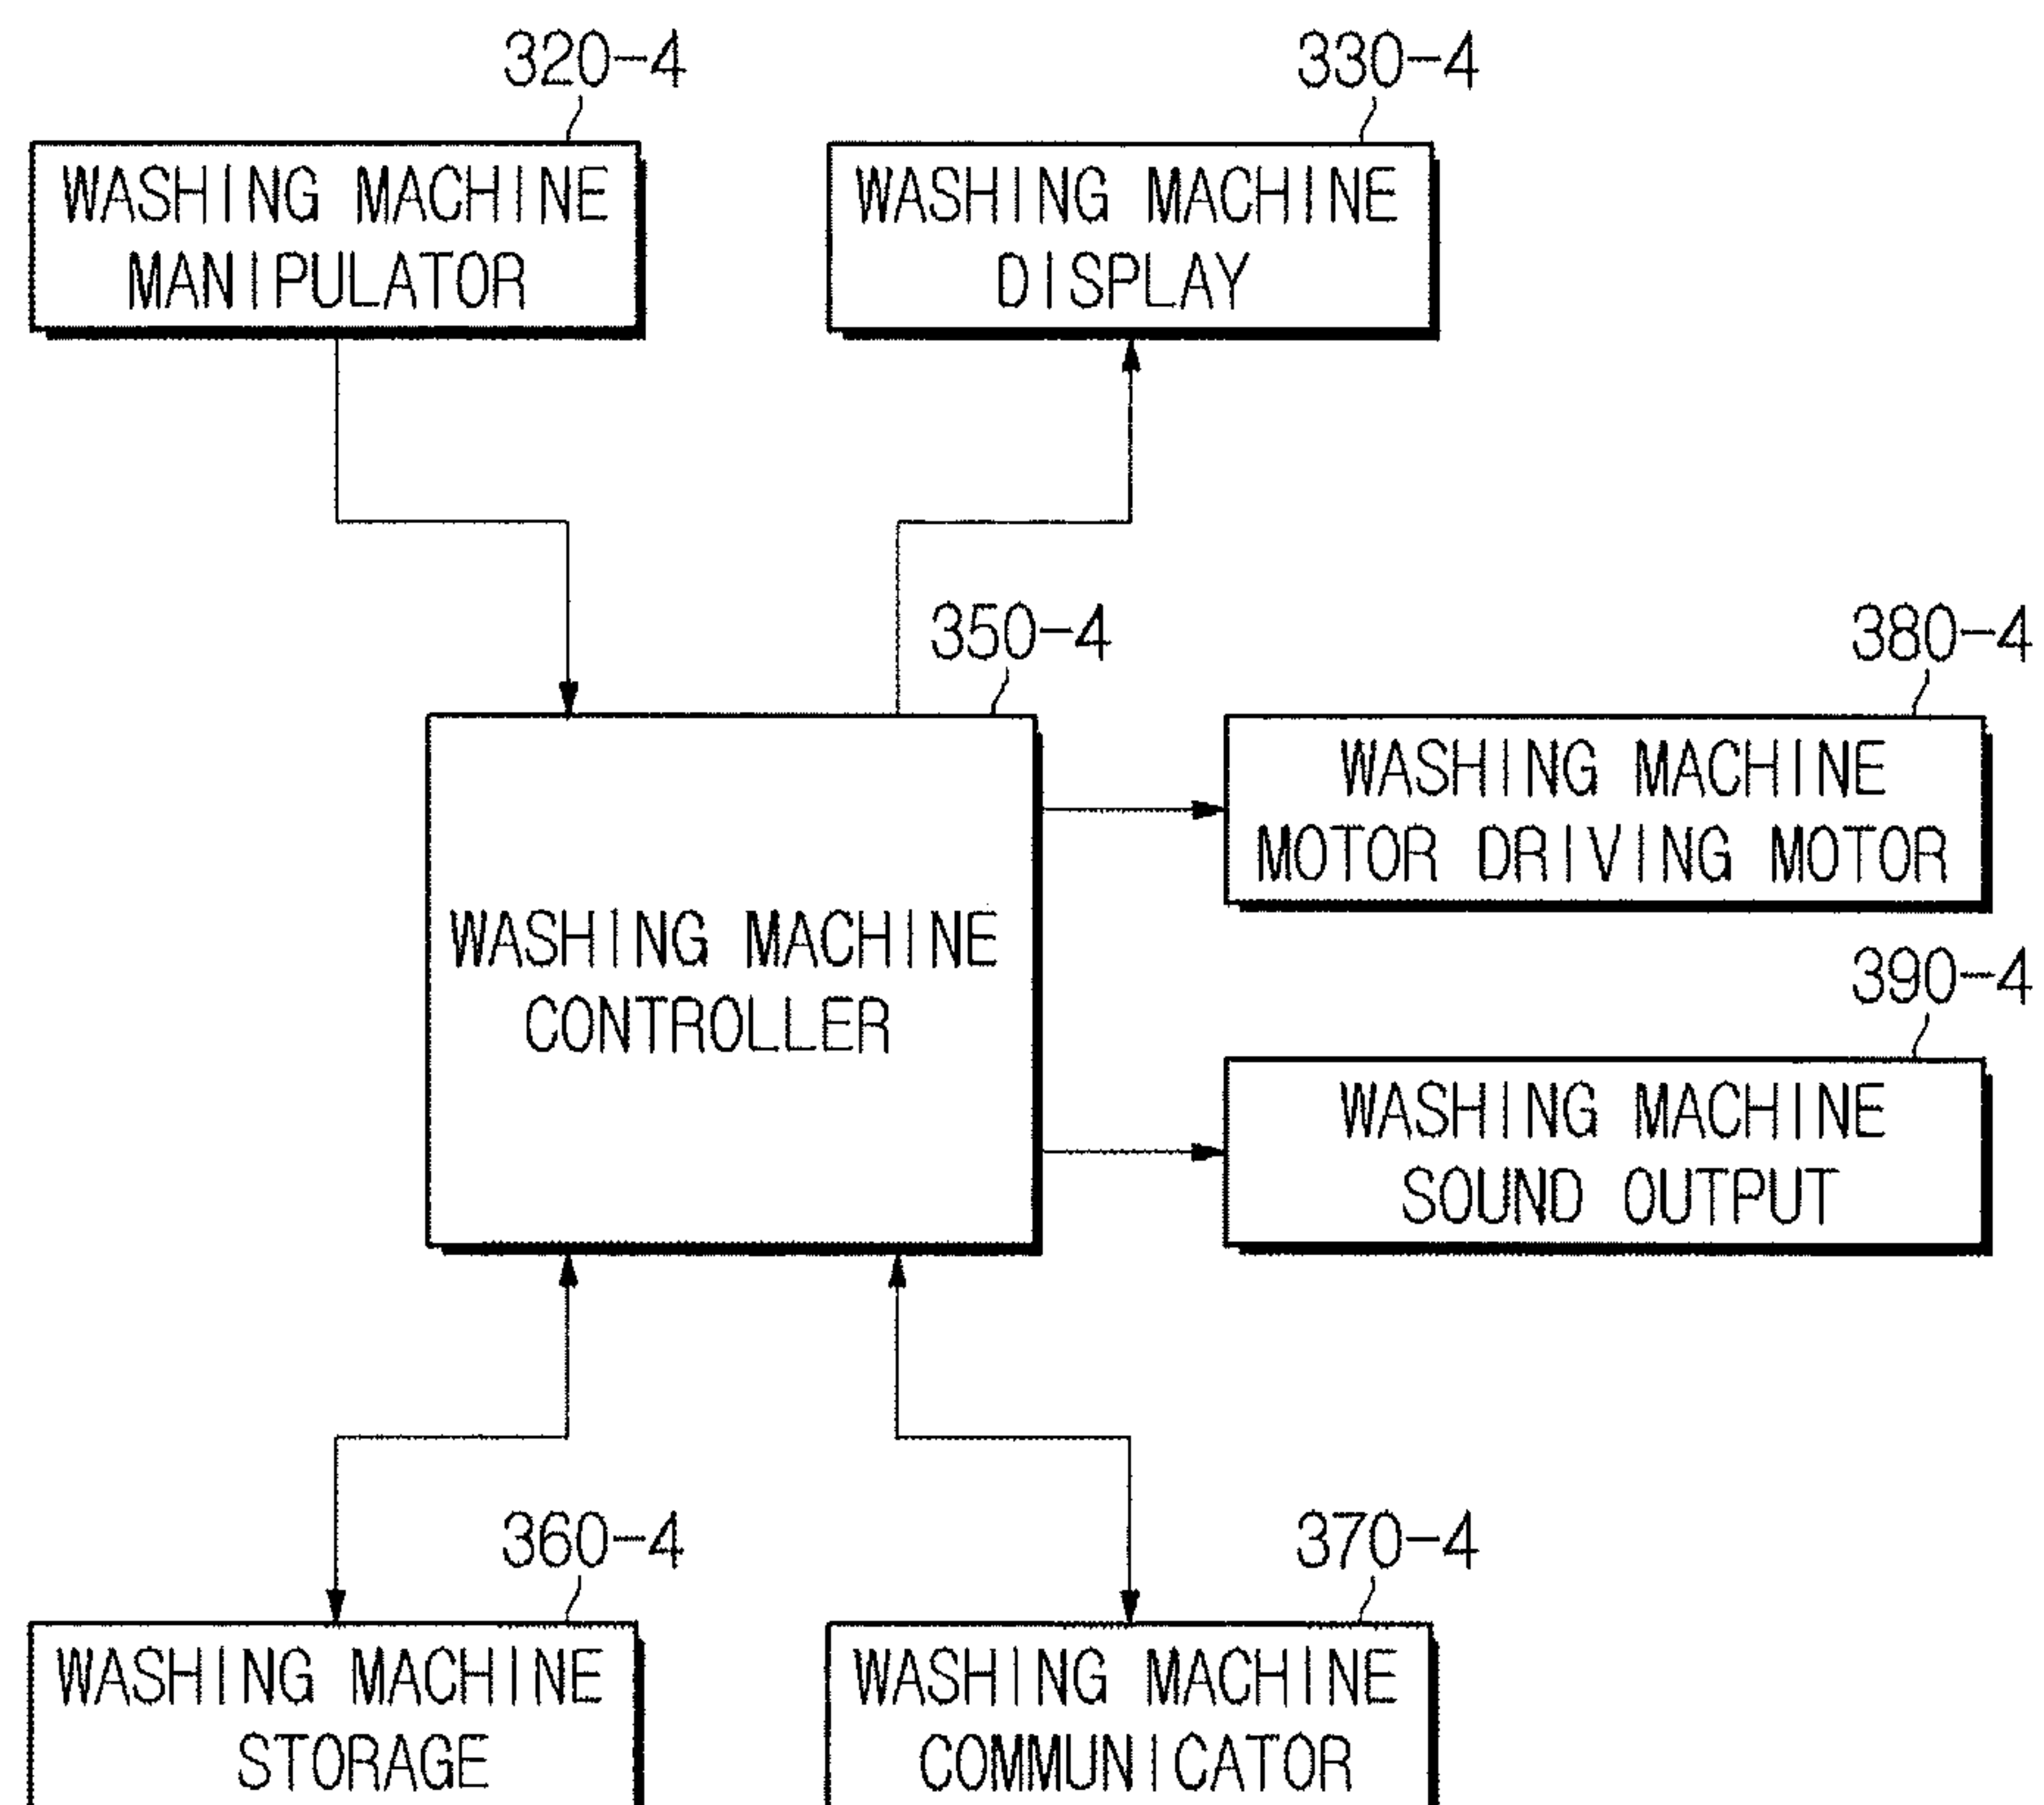 320-4
WASHING MACHINE
MANIPULATOR
330-4
WASHING MACHINE
DISPLAY
350-4
WASHING MACHINE
CONTROLLER
380-4
WASHING MACHINE
MOTOR DRIVING MOTOR
390-4
WASHING MACHINE
SOUND OUTPUT
360-4
WASHING MACHINE
STORAGE
370-4
WASHING MACHINE
COMMUNICATOR